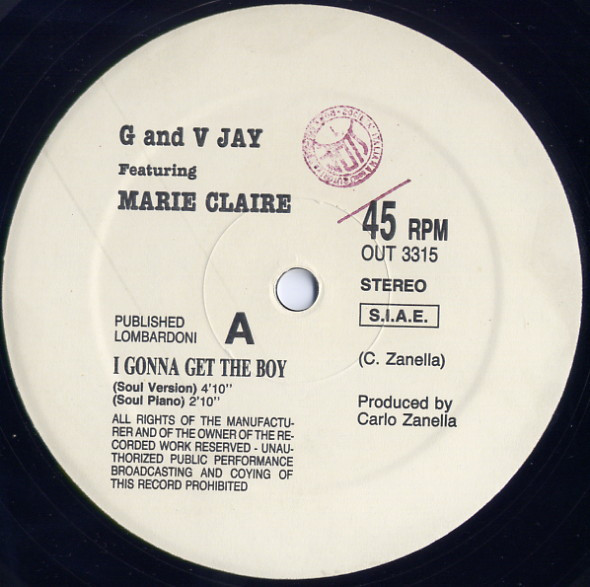 G and V JAY
Featuring
MARIE CLAIRE
45 RPM
OUT 3315
STEREO
S.I.A.E.
PUBLISHED
LOMBARDONI
A
I GONNA GET THE BOY
(Soul Version) 4'10''
(Soul Piano) 2'10''
(C. Zanella)
Produced by
Carlo Zanella
ALL RIGHTS OF THE MANUFACTU-
RER AND OF THE OWNER OF THE RE-
CORDED WORK RESERVED - UNAU-
THORIZED PUBLIC PERFORMANCE
BROADCASTING AND COYING OF
THIS RECORD PROHIBITED